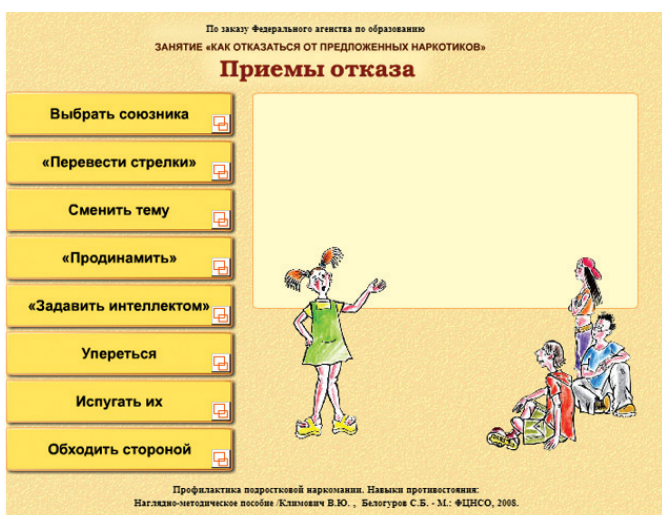 По заказу Федерального агенства по образованию
ЗАНЯТИЕ «КАК ОТКАЗАТЬСЯ ОТ ПРЕДЛОЖЕННЫХ НАРКОТИКОВ»
Приемы отказа
Выбрать союзника
«Перевести стрелки»
Сменить тему
«Продинамить»
«Задавить интеллектом»
Упереться
Испугать их
Обходить стороной
Профилактика подростковой наркомании. Навыки противостояния:
Наглядно-методическое пособие /Климович В.Ю. , Белогуров С.Б. - М.: ФЦНСО, 2008.